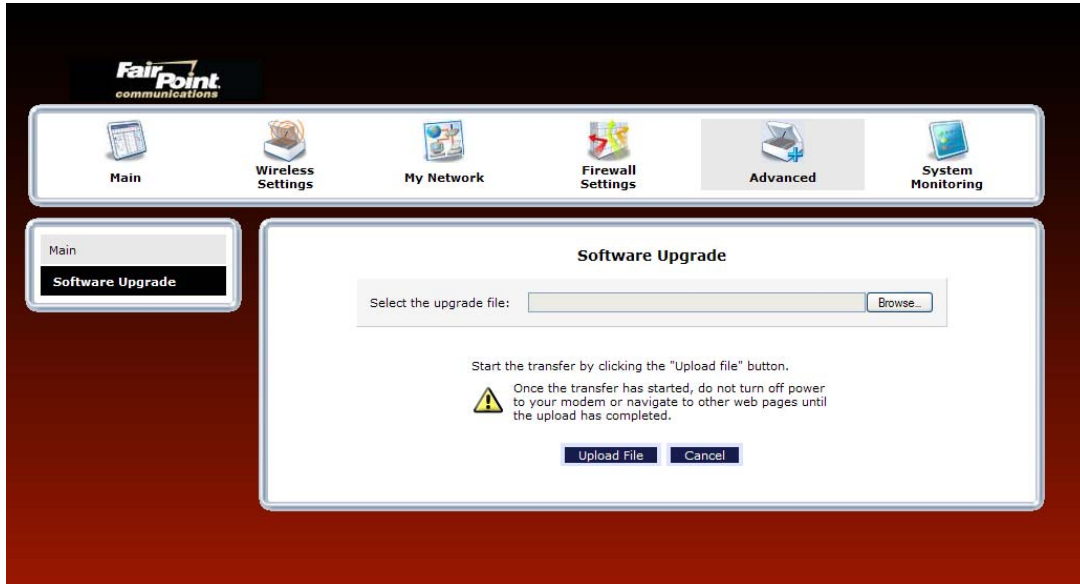 FairPoint.
communications
Main
Wireless
Settings
My Network
Firewall
Settings
Advanced
System
Monitoring
Main
Software Upgrade
Software Upgrade
Select the upgrade file:
Browse...
Start the transfer by clicking the "Upload file" button.
Once the transfer has started, do not turn off power
to your modem or navigate to other web pages until
the upload has completed.
Upload File
Cancel